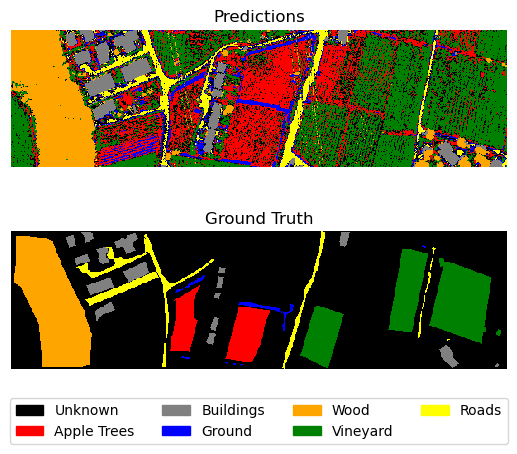 Predictions
Ground Truth
Unknown Buildings Wood Roads
Apple Trees Ground Vineyard